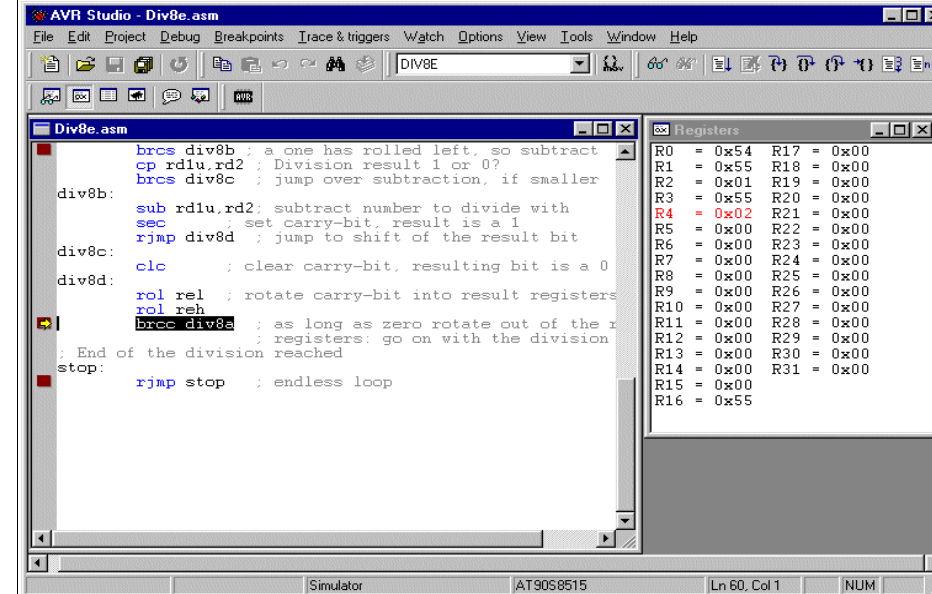 AVR Studio - Div8e.asm
File Edit Project Debug Breakpoints Trace & triggers Watch Options View Tools Window Help
DIV8E
AVR
Div8e.asm
brcs div8b ; a one has rolled left, so subtract
cp rd1u,rd2 ; Division result 1 or 0?
brcs div8c ; jump over subtraction, if smaller
div8b:
sub rd1u,rd2; subtract number to divide with
sec ; set carry-bit, result is a 1
rjmp div8d ; jump to shift of the result bit
div8c:
clc ; clear carry-bit, resulting bit is a 0
div8d:
rol rel ; rotate carry-bit into result registers
rol reh
brcc div8a ; as long as zero rotate out of the r
; registers: go on with the division
; End of the division reached
stop:
rjmp stop ; endless loop
Registers
R0 = 0x54 R17 = 0x00
R1 = 0x55 R18 = 0x00
R2 = 0x01 R19 = 0x00
R3 = 0x55 R20 = 0x00
R4 = 0x02 R21 = 0x00
R5 = 0x00 R22 = 0x00
R6 = 0x00 R23 = 0x00
R7 = 0x00 R24 = 0x00
R8 = 0x00 R25 = 0x00
R9 = 0x00 R26 = 0x00
R10 = 0x00 R27 = 0x00
R11 = 0x00 R28 = 0x00
R12 = 0x00 R29 = 0x00
R13 = 0x00 R30 = 0x00
R14 = 0x00 R31 = 0x00
R15 = 0x00
R16 = 0x55
Simulator AT90S8515 Ln 60, Col 1 NUM